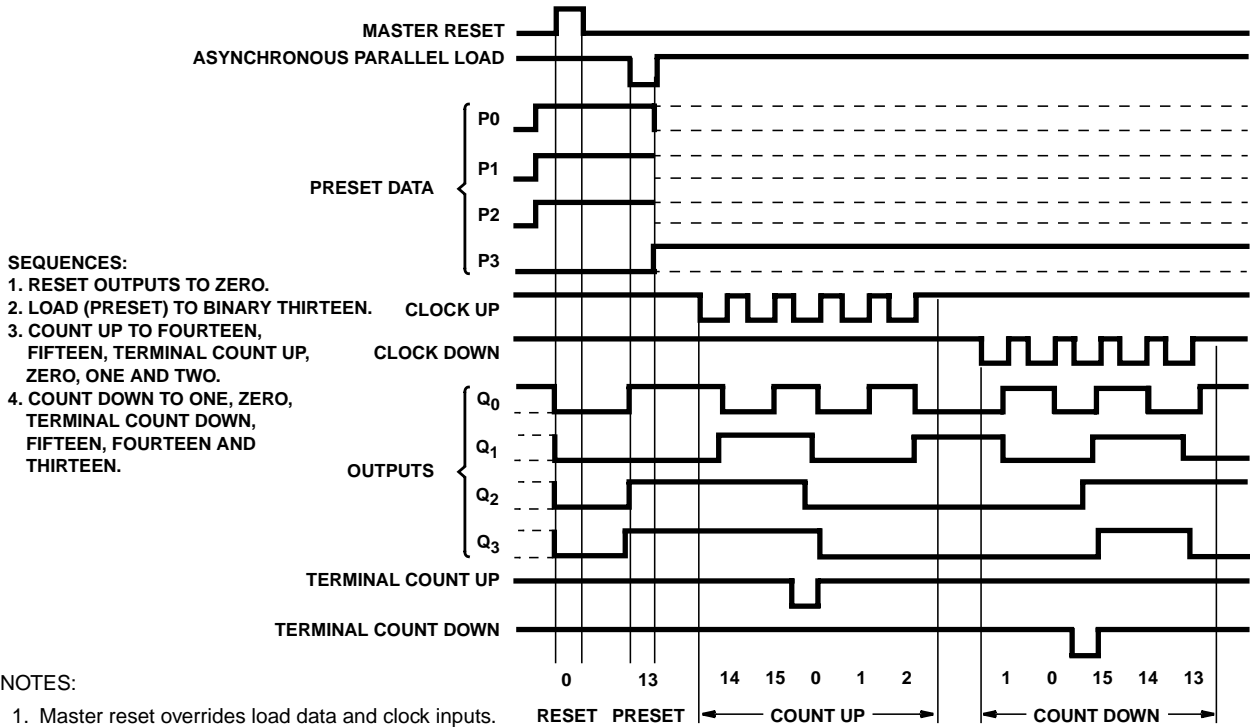 MASTER RESET
ASYNCHRONOUS PARALLEL LOAD
PRESET DATA
P0
P1
P2
P3
SEQUENCES:
1. RESET OUTPUTS TO ZERO.
2. LOAD (PRESET) TO BINARY THIRTEEN.
3. COUNT UP TO FOURTEEN,
FIFTEEN, TERMINAL COUNT UP,
ZERO, ONE AND TWO.
4. COUNT DOWN TO ONE, ZERO,
TERMINAL COUNT DOWN,
FIFTEEN, FOURTEEN AND
THIRTEEN.
CLOCK UP
CLOCK DOWN
OUTPUTS
Q0
Q1
Q2
Q3
TERMINAL COUNT UP
TERMINAL COUNT DOWN
0 13 14 15 0 1 2 1 0 15 14 13
RESET PRESET COUNT UP COUNT DOWN
NOTES:
1. Master reset overrides load data and clock inputs.